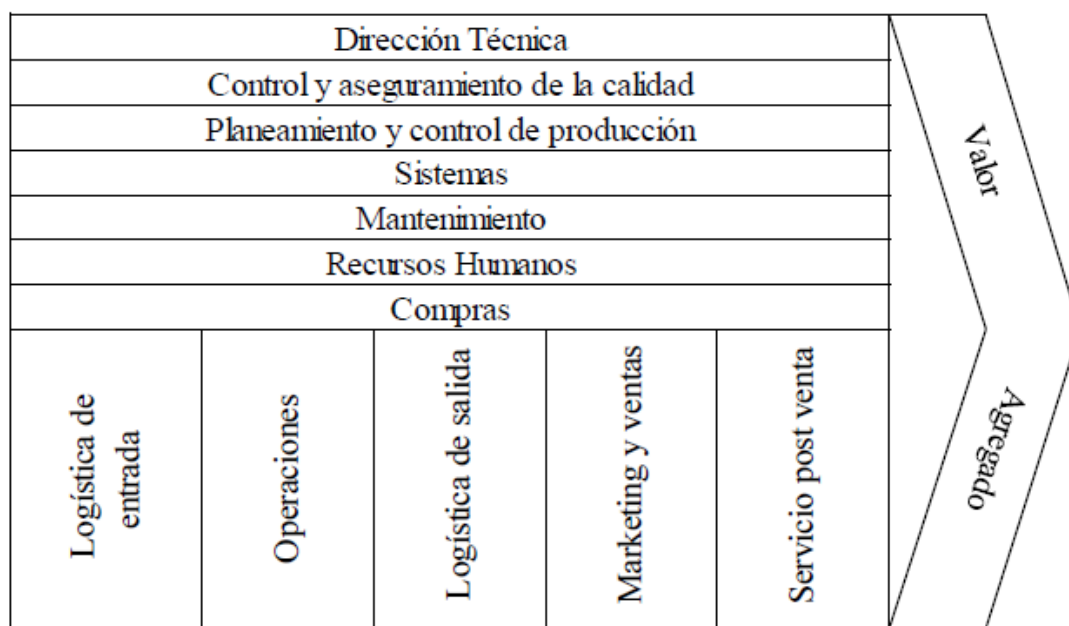 Dirección Técnica
Control y aseguramiento de la calidad
Planeamiento y control de producción
Sistemas
Mantenimiento
Recursos Humanos
Compras
Logística de
entrada
Operaciones
Logística de salida
Marketing y ventas
Servicio post venta
Valor
Agregado